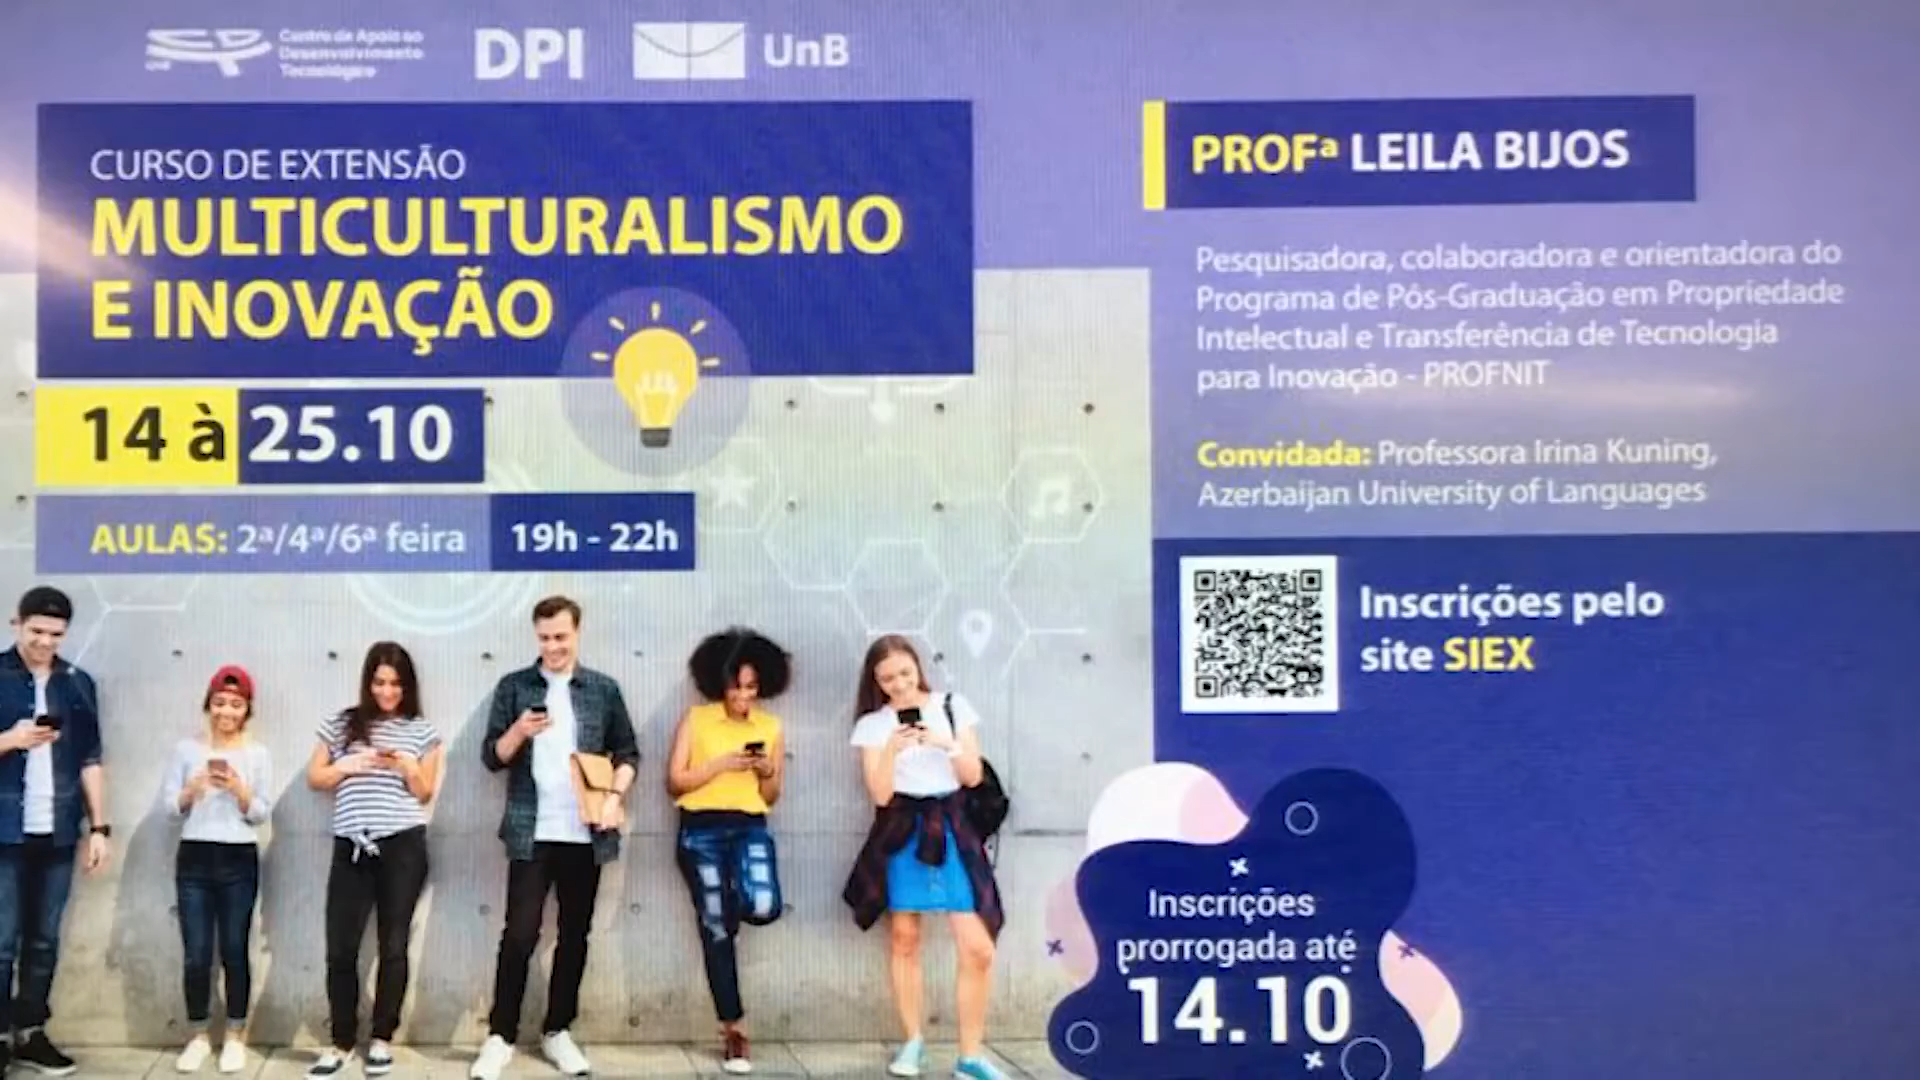 Centro de Apoio ao
Desenvolvimento
Tecnológico
DPI
UnB
CURSO DE EXTENSÃO
MULTICULTURALISMO
E INOVAÇÃO
14 à 25.10
AULAS: 2ª/4ª/6ª feira 19h - 22h
PROFª LEILA BIJOS
Pesquisadora, colaboradora e orientadora do
Programa de Pós-Graduação em Propriedade
Intelectual e Transferência de Tecnologia
para Inovação - PROFNIT
Convidada: Professora Irina Kuning,
Azerbaijan University of Languages
Inscrições pelo
site SIEX
Inscrições
prorrogada até
14.10